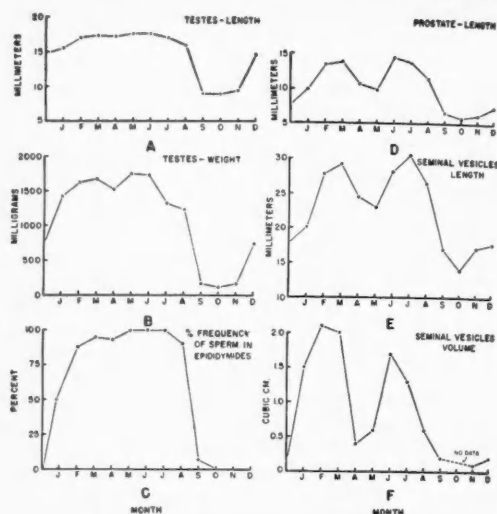 TESTES-LENGTH
20
15
10
5
MILLIMETERS
J F M A M J J A S O N D
A
PROSTATE-LENGTH
15
10
5
MILLIMETERS
J F M A M J J A S O N D
D
TESTES-WEIGHT
2000
1500
1000
500
0
MILLIGRAMS
J F M A M J J A S O N D
B
SEMINAL VESICLES
LENGTH
30
25
20
15
10
MILLIMETERS
J F M A M J J A S O N D
E
% FREQUENCY
OF SPERM IN
EPIDIDYMIDES
100
75
50
25
0
PERCENT
J F M A M J J A S O N D
C
MONTH
SEMINAL VESICLES
VOLUME
2.0
1.5
1.0
0.5
0
CUBIC CM.
NO DATA
J F M A M J J A S O N D
F
MONTH